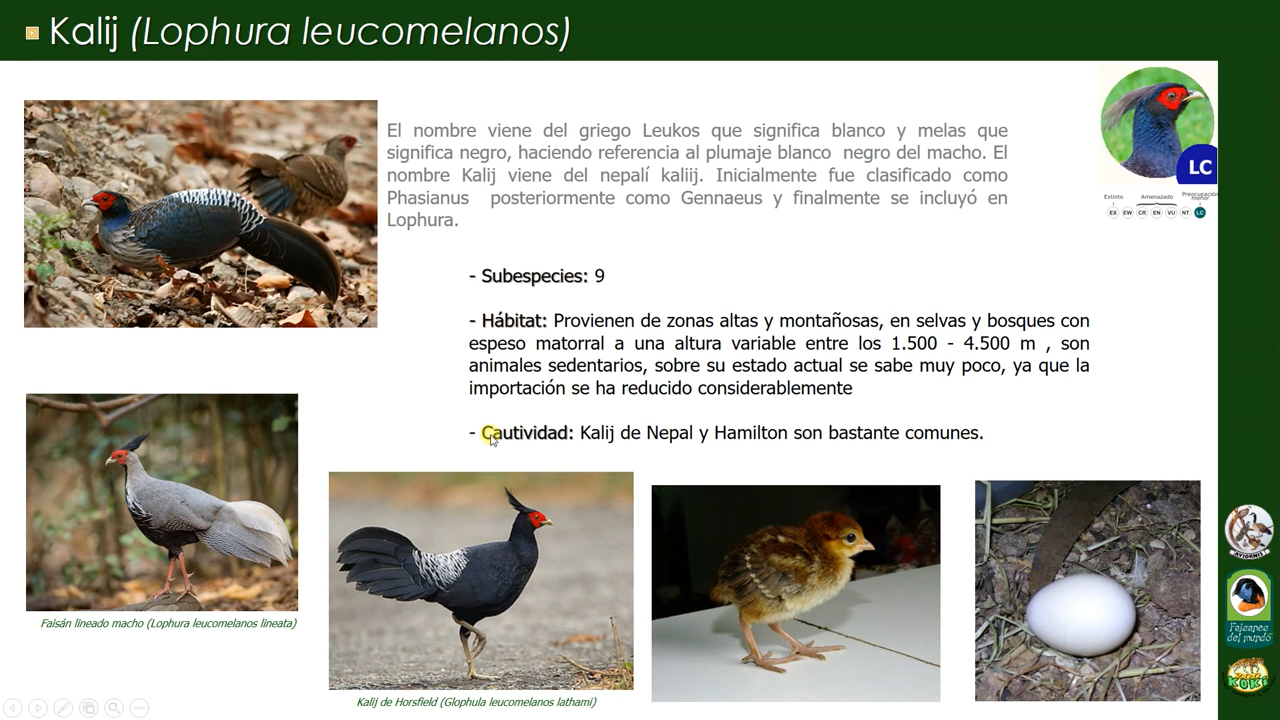 Kalij (Lophura leucomelanos)
El nombre viene del griego Leukos que significa blanco y melas que
significa negro, haciendo referencia al plumaje blanco negro del macho. El
nombre Kalij viene del nepalí kaliij. Inicialmente fue clasificado como
Phasianus posteriormente como Gennaeus y finalmente se incluyó en
Lophura.
LC
Extinto
Amenazado
Preocupación
menor
EX EW CR EN VU NT LC
- Subespecies: 9
- Hábitat: Provienen de zonas altas y montañosas, en selvas y bosques con
espeso matorral a una altura variable entre los 1.500 - 4.500 m , son
animales sedentarios, sobre su estado actual se sabe muy poco, ya que la
importación se ha reducido considerablemente
- Cautividad: Kalij de Nepal y Hamilton son bastante comunes.
Faisán lineado macho (Lophura leucomelanos lineata)
Kalij de Horsfield (Glophula leucomelanos lathami)
AVIORNIS
Faisanes
del mundo
KOKI